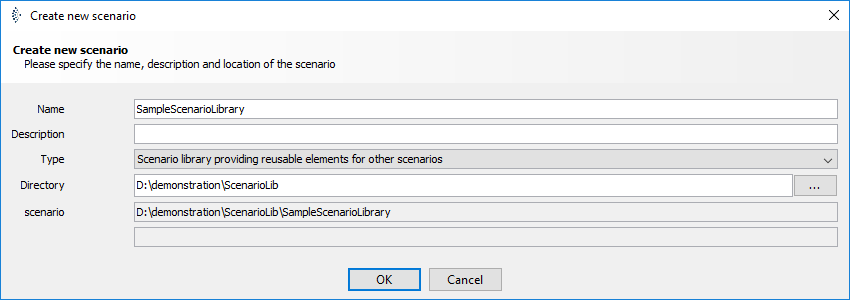 Create new scenario
Create new scenario
Please specify the name, description and location of the scenario
Name SampleScenarioLibrary
Description
Type Scenario library providing reusable elements for other scenarios
Directory D:\demonstration\ScenarioLib ...
scenario D:\demonstration\ScenarioLib\SampleScenarioLibrary
OK Cancel